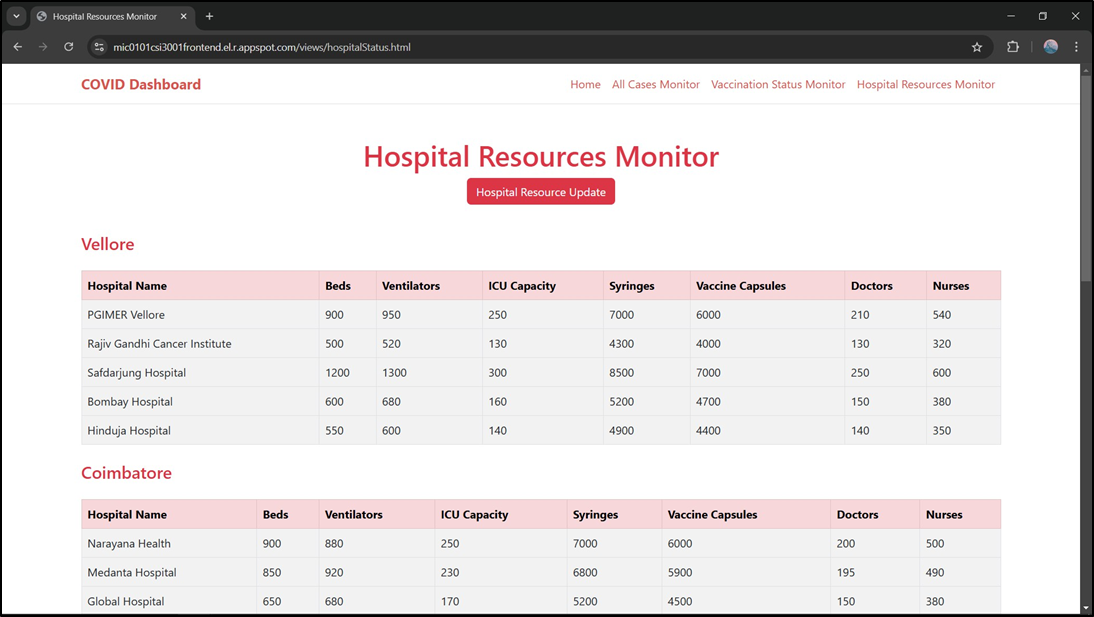 Hospital Resources Monitor
mic0101csi3001frontend.el.r.appspot.com/views/hospitalStatus.html
COVID Dashboard Home All Cases Monitor Vaccination Status Monitor Hospital Resources Monitor
Hospital Resources Monitor
Hospital Resource Update
Vellore
Hospital Name Beds Ventilators ICU Capacity Syringes Vaccine Capsules Doctors Nurses
PGIMER Vellore 900 950 250 7000 6000 210 540
Rajiv Gandhi Cancer Institute 500 520 130 4300 4000 130 320
Safdarjung Hospital 1200 1300 300 8500 7000 250 600
Bombay Hospital 600 680 160 5200 4700 150 380
Hinduja Hospital 550 600 140 4900 4400 140 350
Coimbatore
Hospital Name Beds Ventilators ICU Capacity Syringes Vaccine Capsules Doctors Nurses
Narayana Health 900 880 250 7000 6000 200 500
Medanta Hospital 850 920 230 6800 5900 195 490
Global Hospital 650 680 170 5200 4500 150 380